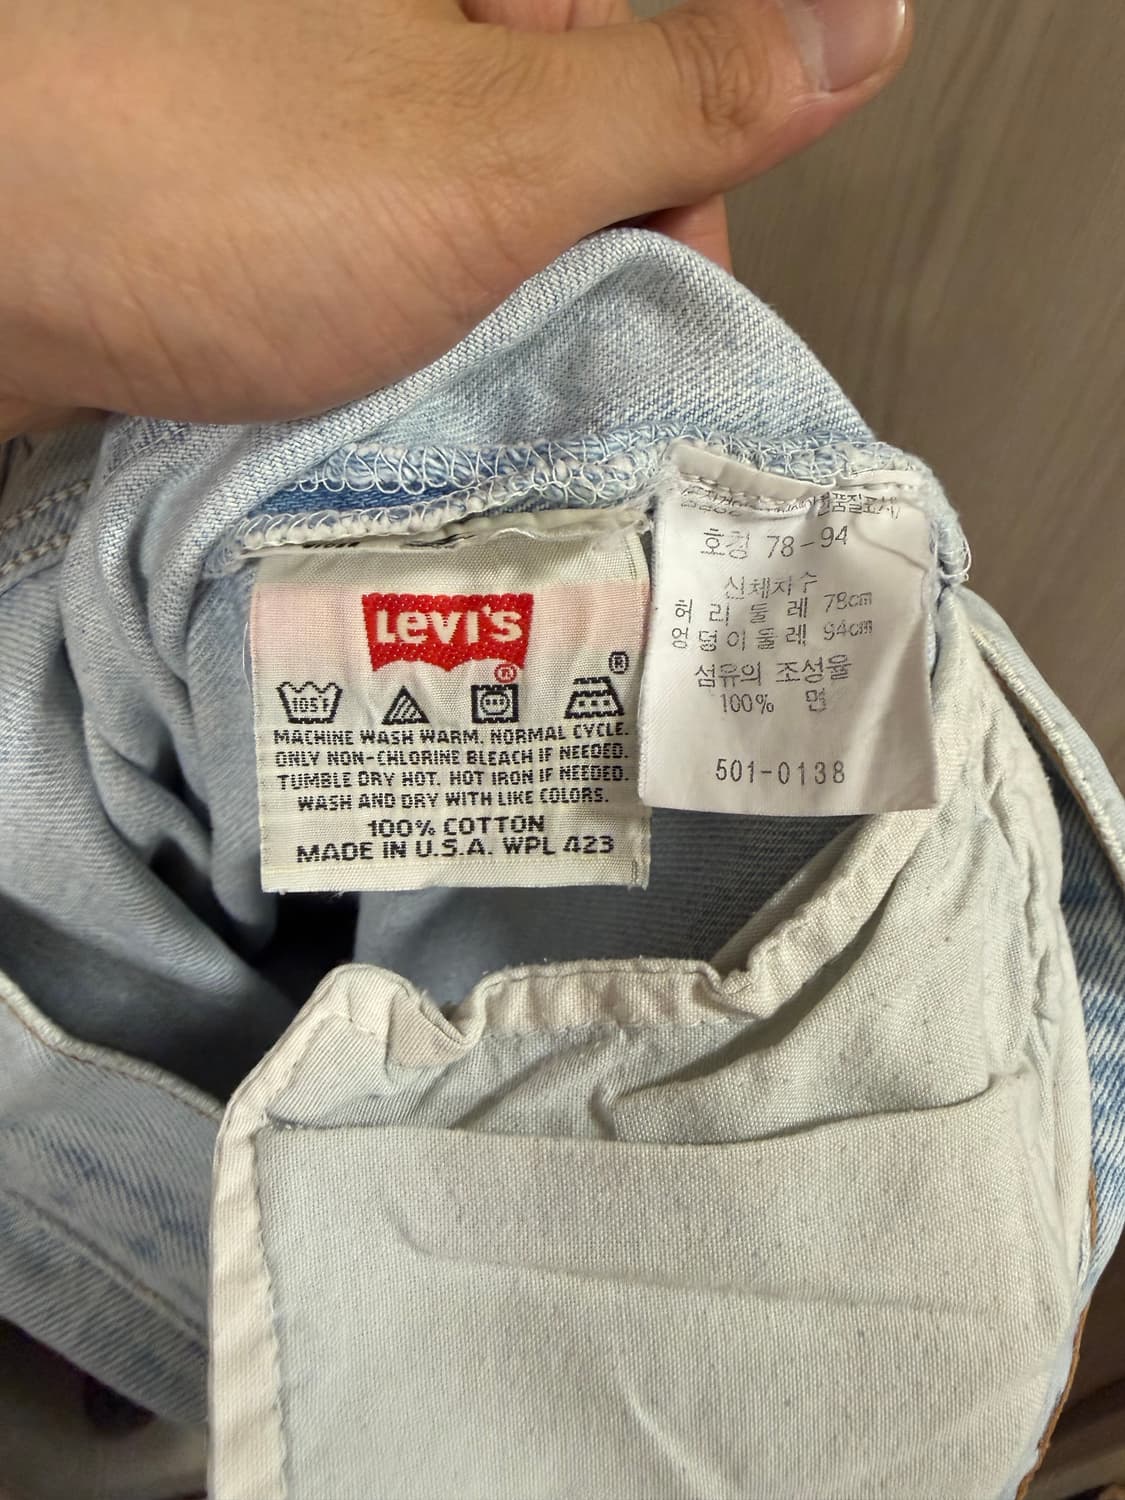 Levi's
®
®
105F
MACHINE WASH WARM. NORMAL CYCLE.
ONLY NON-CHLORINE BLEACH IF NEEDED.
TUMBLE DRY HOT. HOT IRON IF NEEDED.
WASH AND DRY WITH LIKE COLORS.
100% COTTON
MADE IN U.S.A. WPL 423
호칭 78-94
신체치수
허리둘레 78cm
엉덩이둘레 94cm
섬유의 조성율
100% 면
501-0138